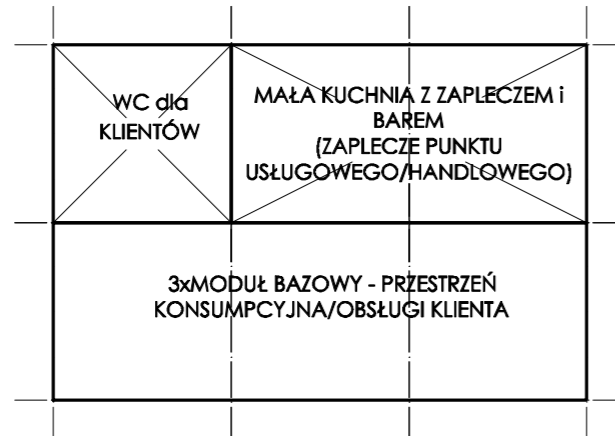 WC dla
KLIENTÓW
MAŁA KUCHNIA Z ZAPLECZEM i
BAREM
(ZAPLECZE PUNKTU
USŁUGOWEGO/HANDLOWEGO)
3xMODUŁ BAZOWY - PRZESTRZEŃ
KONSUMPCYJNA/OBSŁUGI KLIENTA